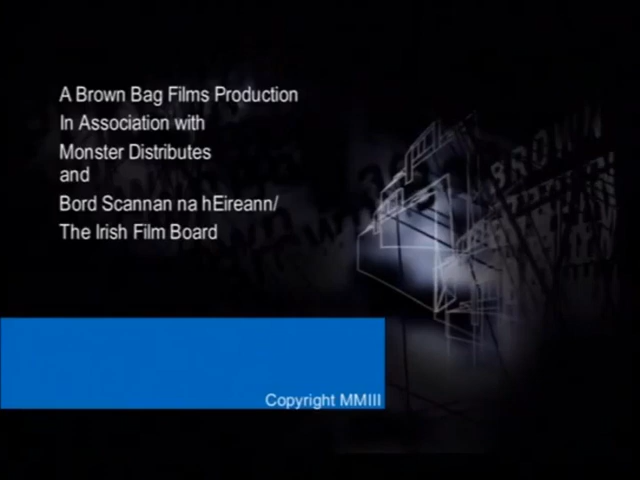 A Brown Bag Films Production
In Association with
Monster Distributes
and
Bord Scannan na hEireann/
The Irish Film Board
BROWN
Copyright MMIII